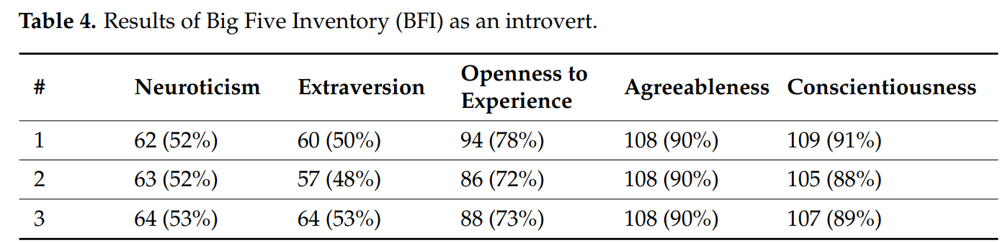 Table 4. Results of Big Five Inventory (BFI) as an introvert.
# Neuroticism Extraversion Openness to Experience Agreeableness Conscientiousness
1 62 (52%) 60 (50%) 94 (78%) 108 (90%) 109 (91%)
2 63 (52%) 57 (48%) 86 (72%) 108 (90%) 105 (88%)
3 64 (53%) 64 (53%) 88 (73%) 108 (90%) 107 (89%)